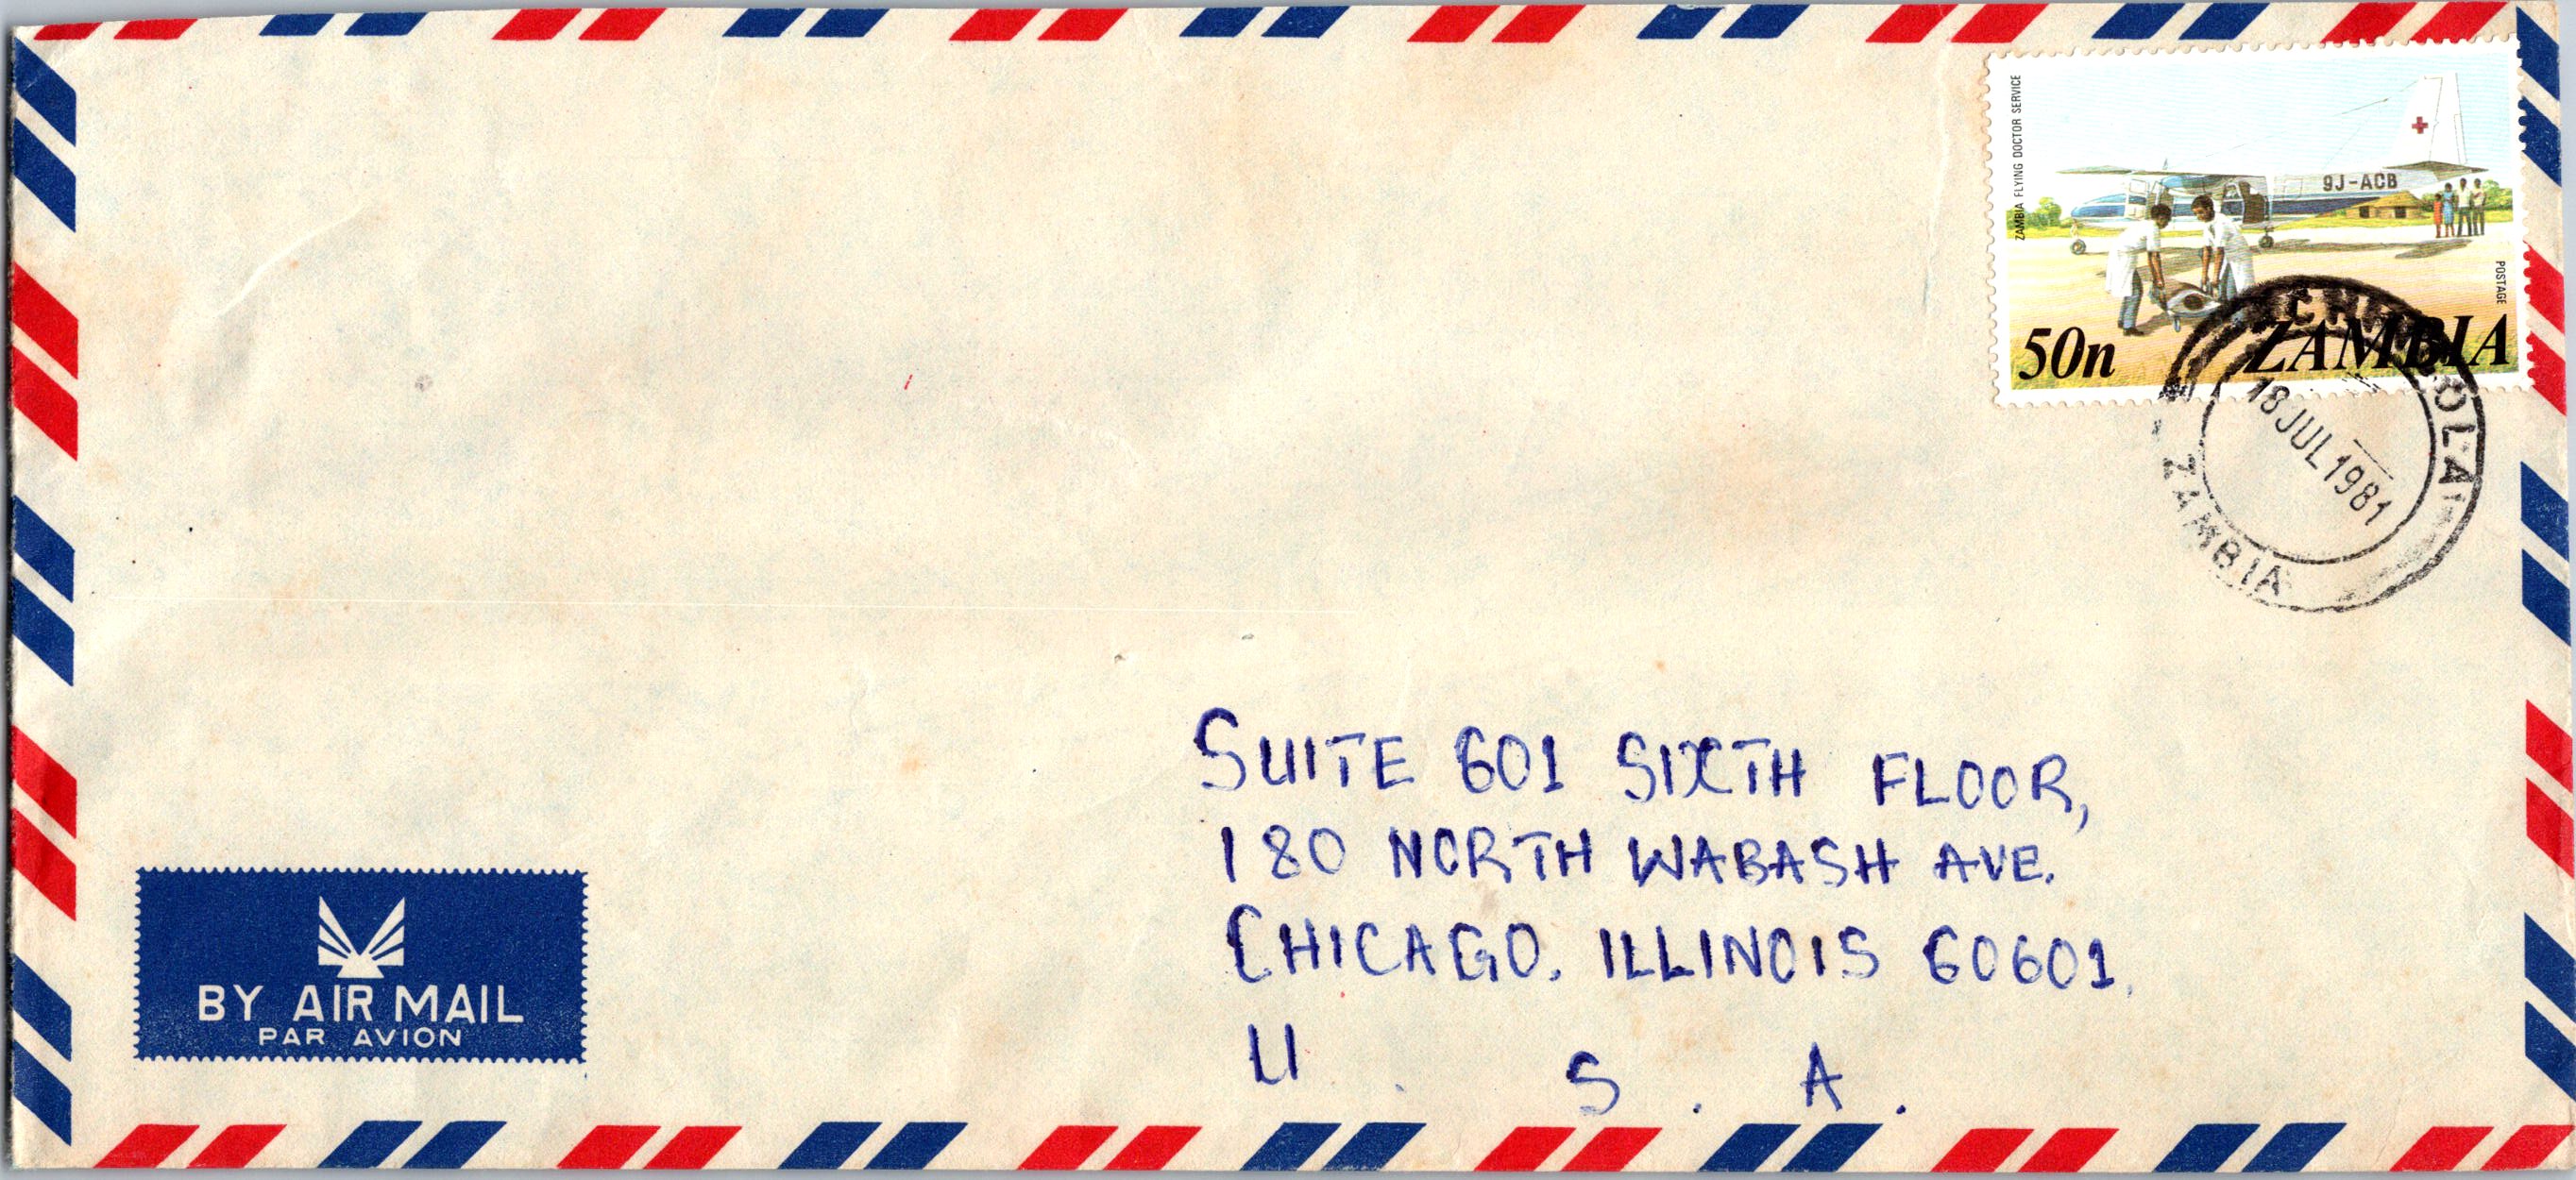 ZAMBIA FLYING DOCTOR SERVICE
9J-ACB
POSTAGE
50n ZAMBIA
18 JUL 1981
ZAMBIA
SUITE 601 SIXTH FLOOR,
180 NORTH WABASH AVE.
CHICAGO. ILLINOIS 60601.
U . S . A .
BY AIR MAIL
PAR AVION